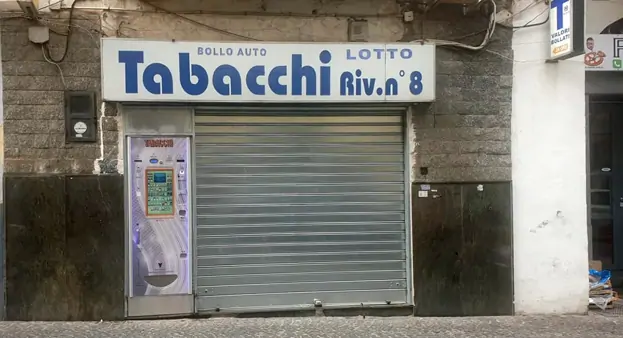 BOLLO AUTO
LOTTO
Tabacchi Riv.n° 8
TABACCHI
T
VALORI
BOLLATI